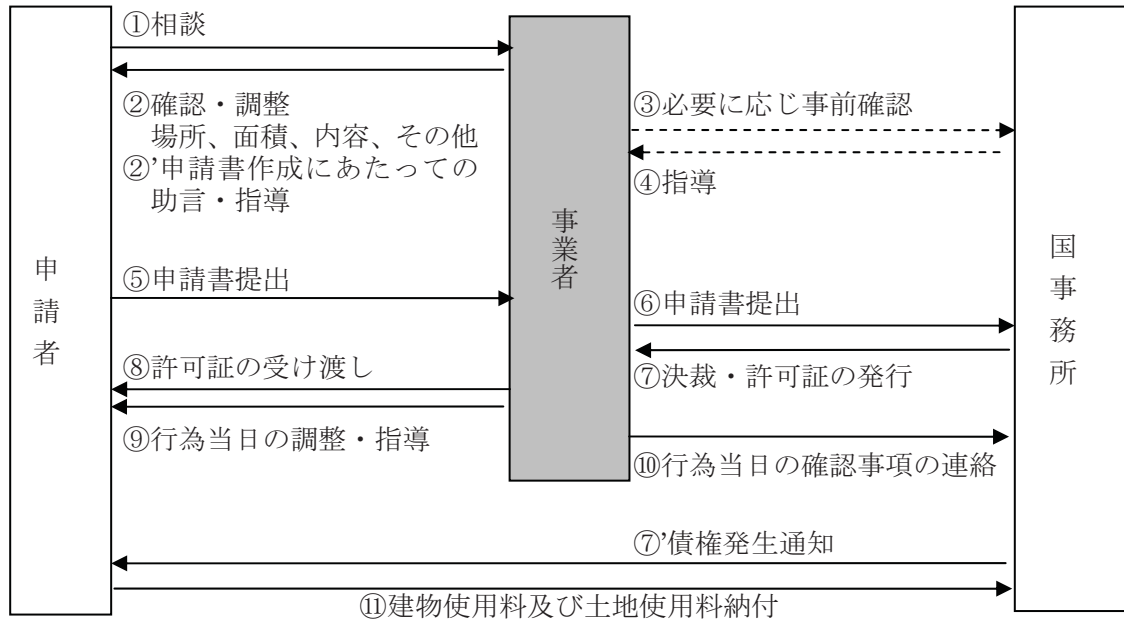 ①相談
②確認・調整
場所、面積、内容、その他
②’申請書作成にあたっての
助言・指導
③必要に応じ事前確認
④指導
申請者
事業者
国事務所
⑤申請書提出
⑥申請書提出
⑦決裁・許可証の発行
⑧許可証の受け渡し
⑨行為当日の調整・指導
⑩行為当日の確認事項の連絡
⑦’債権発生通知
⑪建物使用料及び土地使用料納付